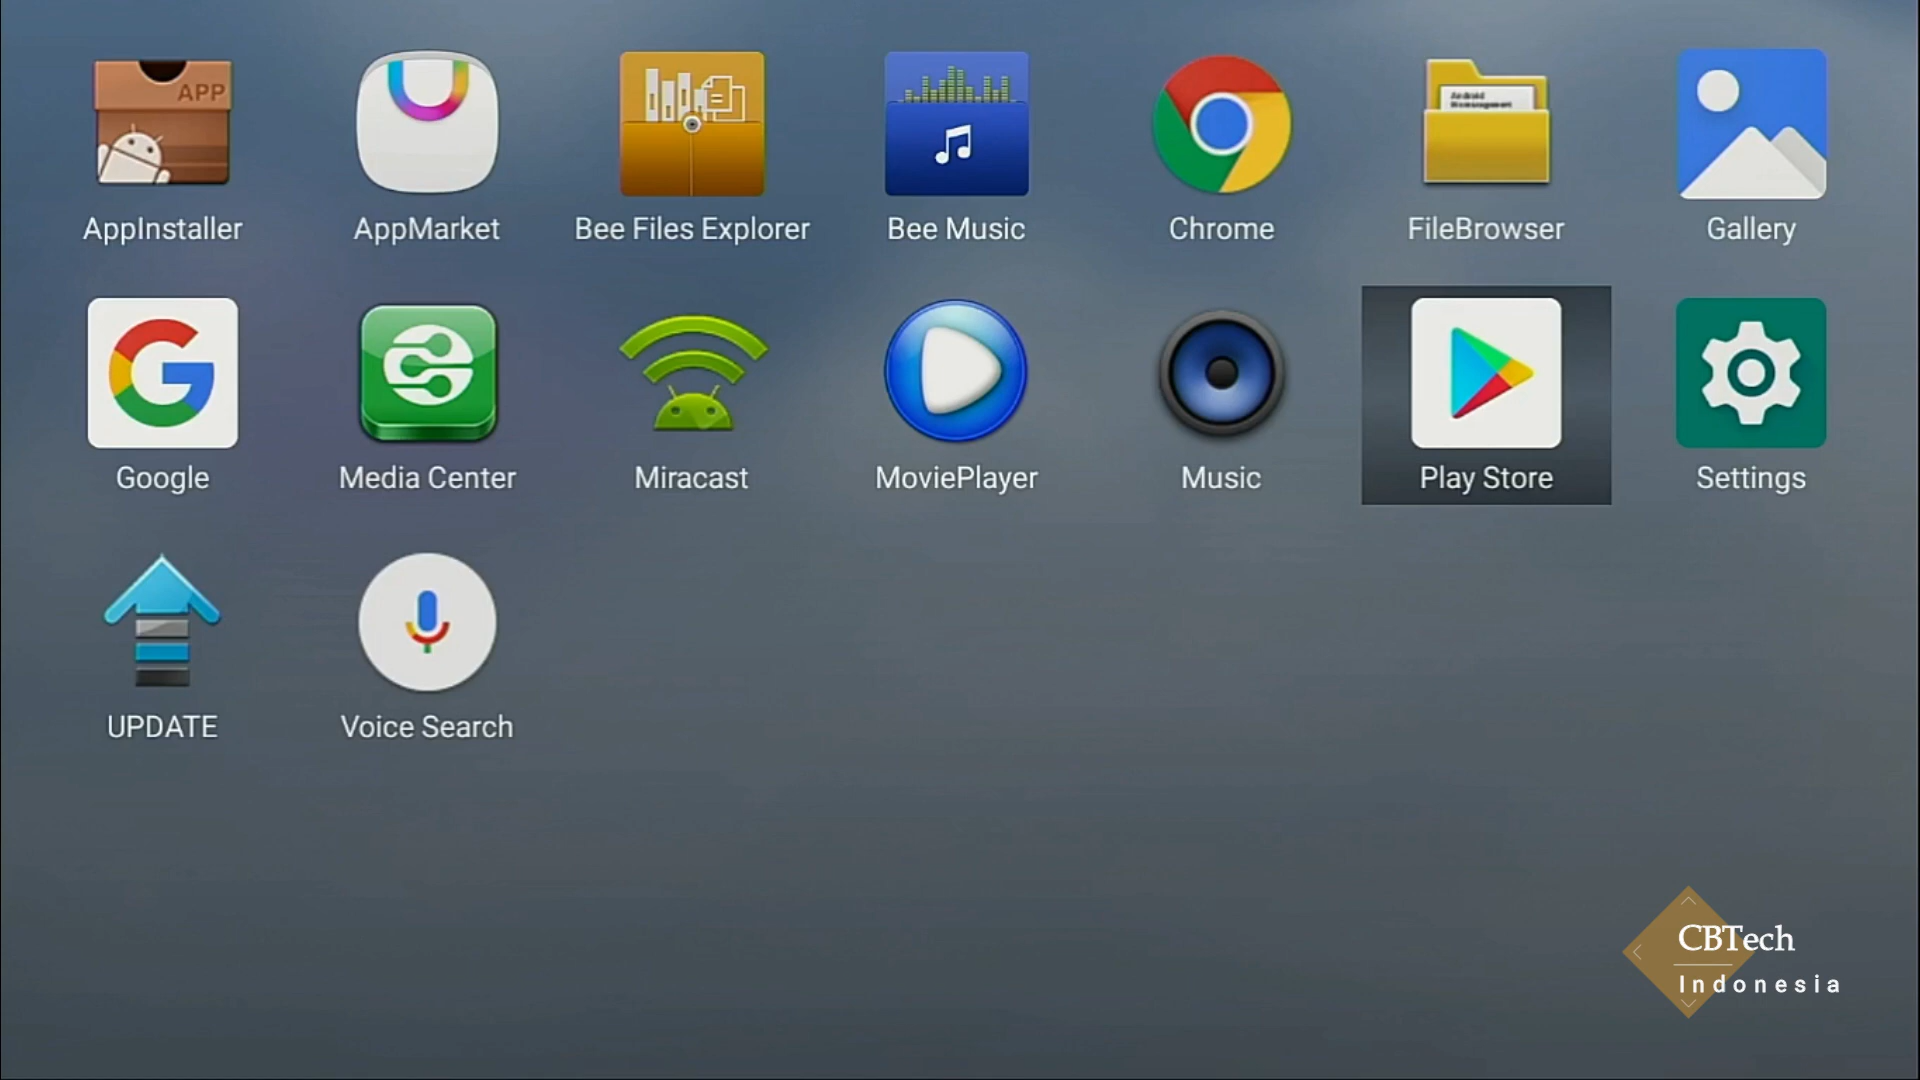 APP
AppInstaller
AppMarket
Bee Files Explorer
Bee Music
Chrome
FileBrowser
Gallery
Google
Media Center
Miracast
MoviePlayer
Music
Play Store
Settings
UPDATE
Voice Search
CBTech
Indonesia